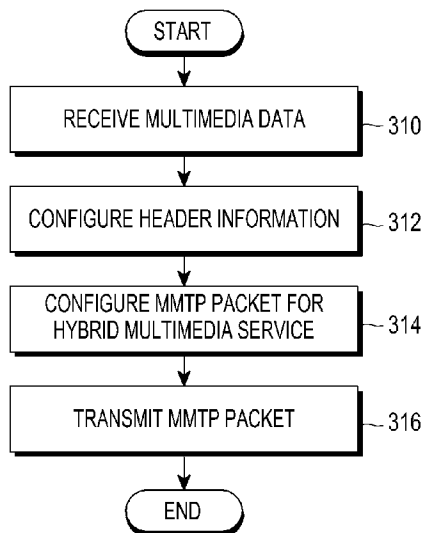 START
RECEIVE MULTIMEDIA DATA
310
CONFIGURE HEADER INFORMATION
312
CONFIGURE MMTP PACKET FOR
HYBRID MULTIMEDIA SERVICE
314
TRANSMIT MMTP PACKET
316
END